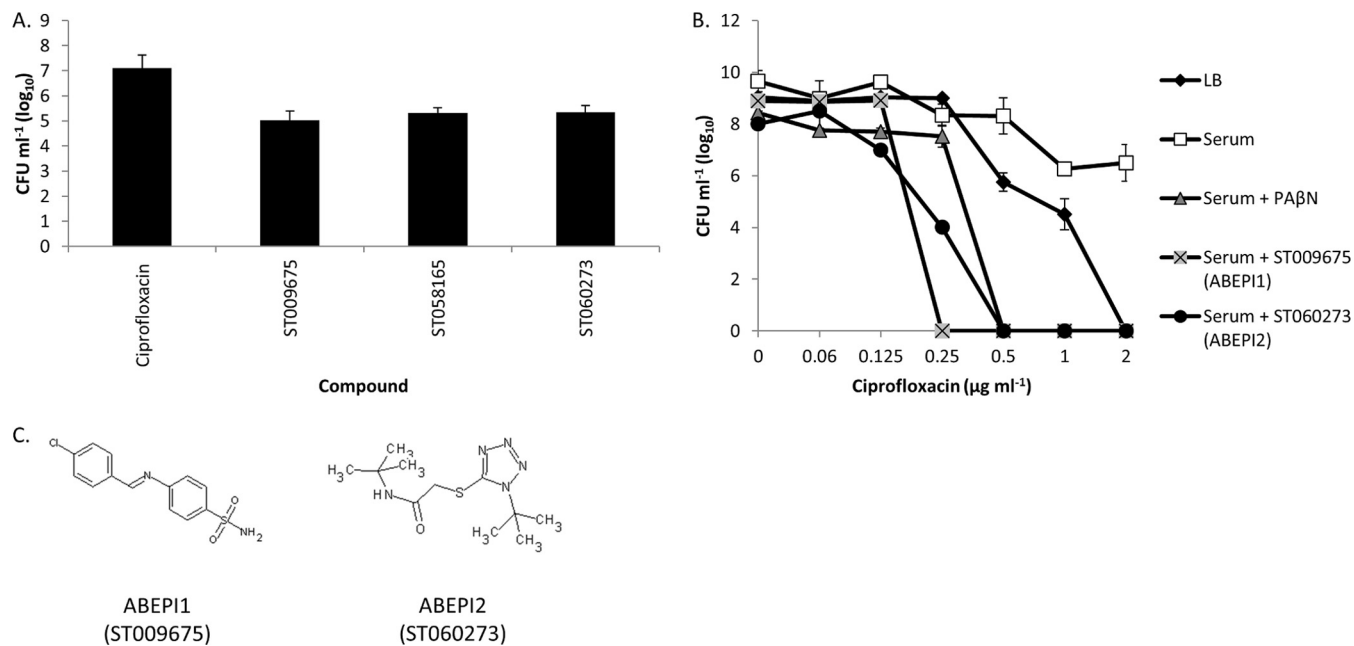 A.
CFU ml⁻¹ (log₁₀)
9
8
7
6
5
4
3
2
1
0
Ciprofloxacin
ST009675
ST058165
ST060273
Compound
B.
CFU ml⁻¹ (log₁₀)
12
10
8
6
4
2
0
0 0.06 0.125 0.25 0.5 1 2
Ciprofloxacin (µg ml⁻¹)
LB
Serum
Serum + PAβN
Serum + ST009675
(ABEPI1)
Serum + ST060273
(ABEPI2)
C.
Cl
N
O
S
O
NH₂
ABEPI1
(ST009675)
CH₃
H₃C
CH₃
H N
O
S
N
N
N
N
CH₃
H₃C
CH₃
ABEPI2
(ST060273)